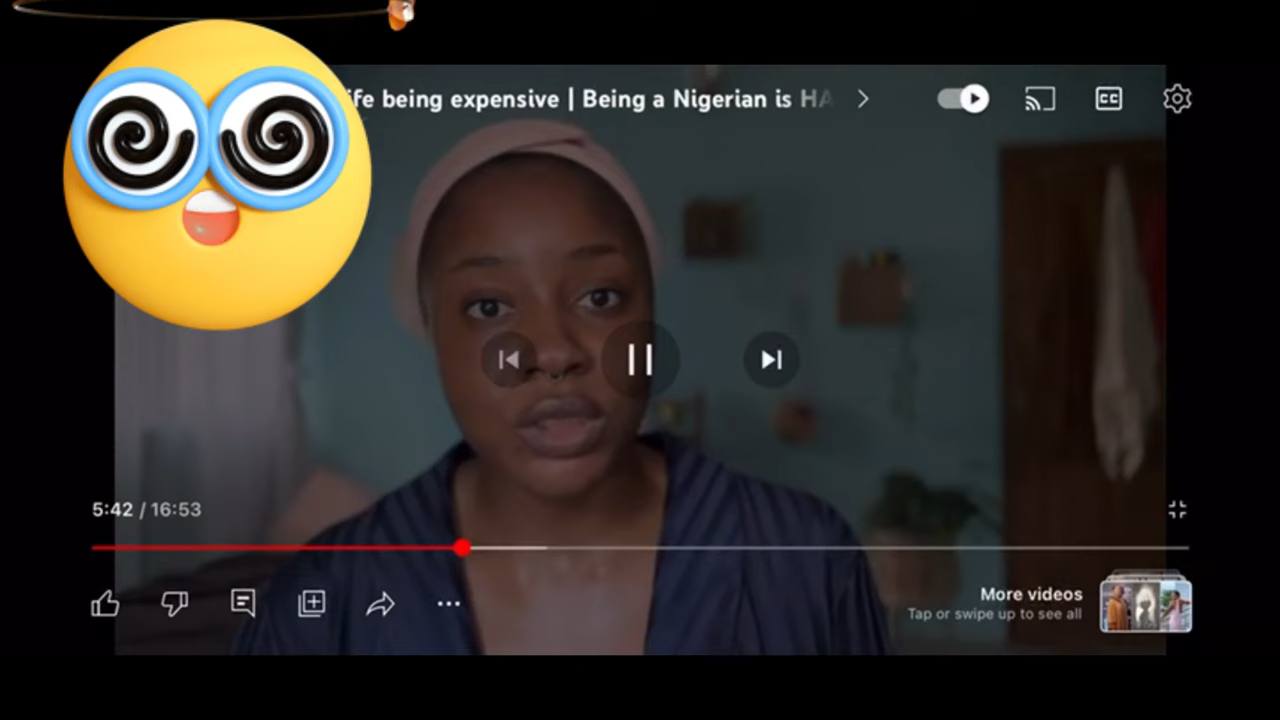 ife being expensive | Being a Nigerian is HA
CC
5:42 / 16:53
More videos
Tap or swipe up to see all